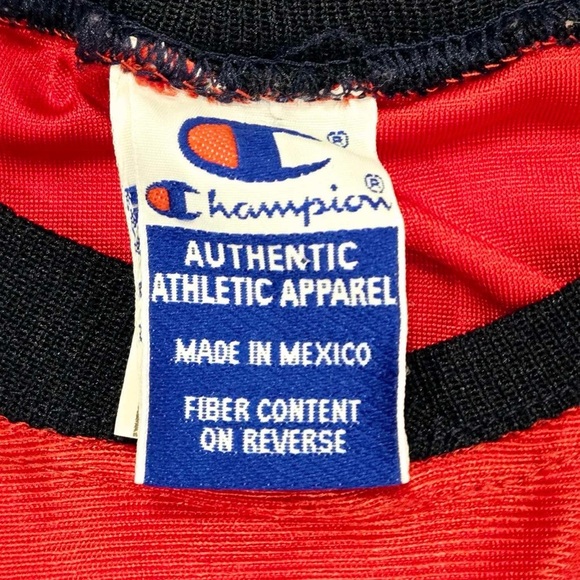 ®
Champion®
AUTHENTIC
ATHLETIC APPAREL
MADE IN MEXICO
FIBER CONTENT
ON REVERSE